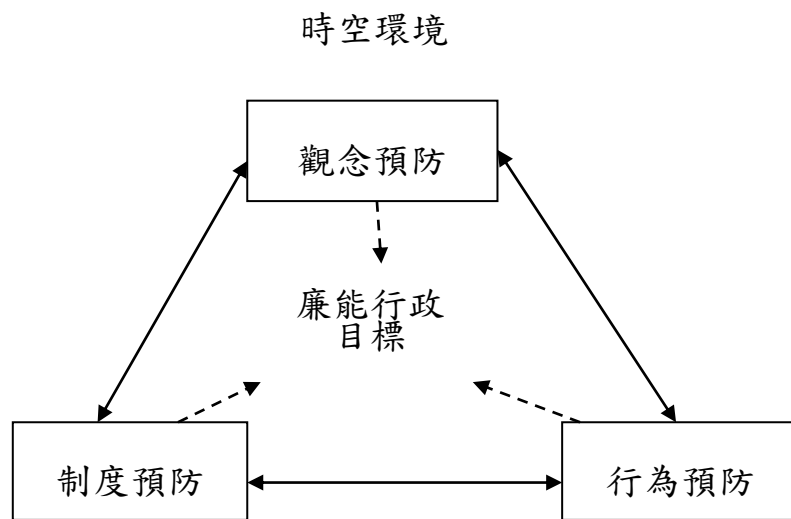 時空環境
觀念預防
廉能行政
目標
制度預防
行為預防